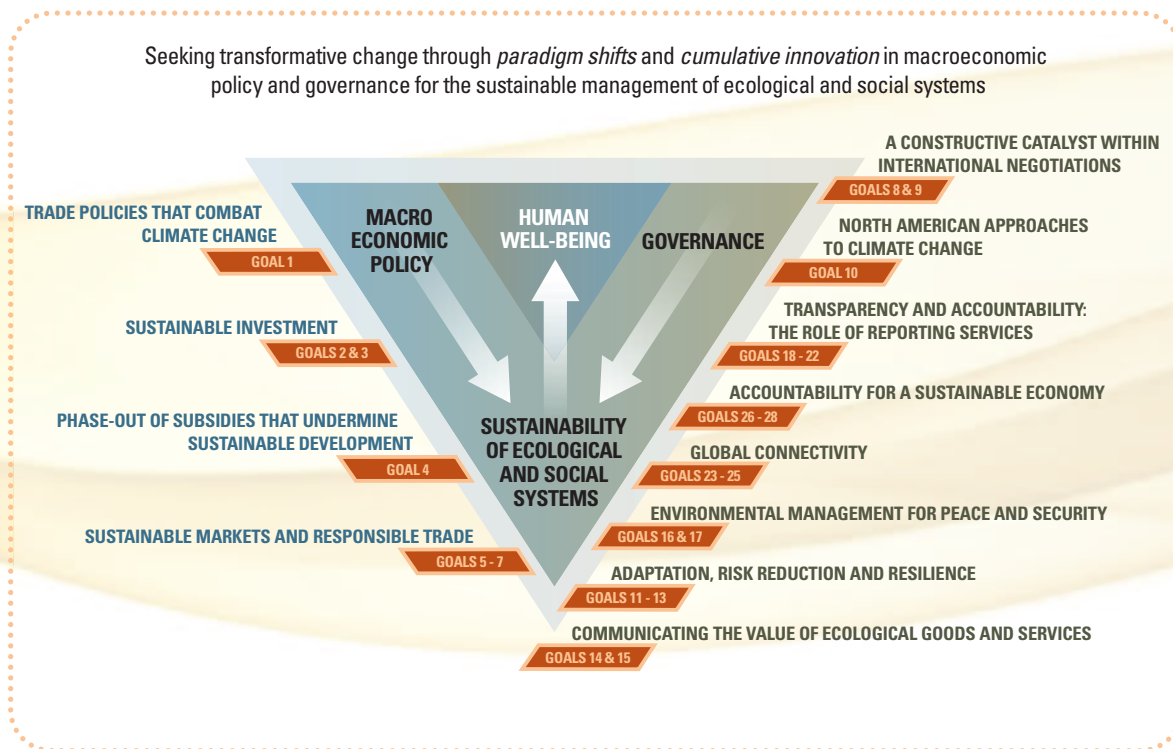 Seeking transformative change through paradigm shifts and cumulative innovation in macroeconomic
policy and governance for the sustainable management of ecological and social systems
TRADE POLICIES THAT COMBAT
CLIMATE CHANGE
GOAL 1
SUSTAINABLE INVESTMENT
GOALS 2 & 3
PHASE-OUT OF SUBSIDIES THAT UNDERMINE
SUSTAINABLE DEVELOPMENT
GOAL 4
SUSTAINABLE MARKETS AND RESPONSIBLE TRADE
GOALS 5 - 7
MACRO
ECONOMIC
POLICY
HUMAN
WELL-BEING
GOVERNANCE
SUSTAINABILITY
OF ECOLOGICAL
AND SOCIAL
SYSTEMS
A CONSTRUCTIVE CATALYST WITHIN
INTERNATIONAL NEGOTIATIONS
GOALS 8 & 9
NORTH AMERICAN APPROACHES
TO CLIMATE CHANGE
GOAL 10
TRANSPARENCY AND ACCOUNTABILITY:
THE ROLE OF REPORTING SERVICES
GOALS 18 - 22
ACCOUNTABILITY FOR A SUSTAINABLE ECONOMY
GOALS 26 - 28
GLOBAL CONNECTIVITY
GOALS 23 - 25
ENVIRONMENTAL MANAGEMENT FOR PEACE AND SECURITY
GOALS 16 & 17
ADAPTATION, RISK REDUCTION AND RESILIENCE
GOALS 11 - 13
COMMUNICATING THE VALUE OF ECOLOGICAL GOODS AND SERVICES
GOALS 14 & 15